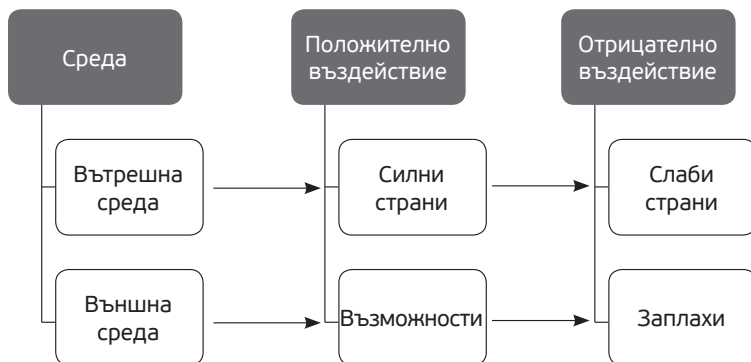 Среда
Положително
въздействие
Отрицателно
въздействие
Вътрешна
среда
Силни
страни
Слаби
страни
Външна
среда
Възможности
Заплахи